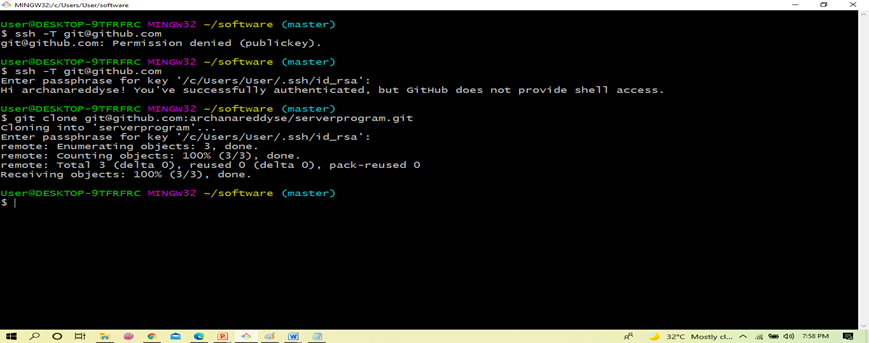 MINGW32:/c/Users/User/software
User@DESKTOP-9TFRFRC MINGW32 ~/software (master)
$ ssh -T git@github.com
git@github.com: Permission denied (publickey).
User@DESKTOP-9TFRFRC MINGW32 ~/software (master)
$ ssh -T git@github.com
Enter passphrase for key '/c/Users/User/.ssh/id_rsa':
Hi archanareddyse! You've successfully authenticated, but GitHub does not provide shell access.
User@DESKTOP-9TFRFRC MINGW32 ~/software (master)
$ git clone git@github.com:archanareddyse/serverprogram.git
Cloning into 'serverprogram'...
Enter passphrase for key '/c/Users/User/.ssh/id_rsa':
remote: Enumerating objects: 3, done.
remote: Counting objects: 100% (3/3), done.
remote: Total 3 (delta 0), reused 0 (delta 0), pack-reused 0
Receiving objects: 100% (3/3), done.
User@DESKTOP-9TFRFRC MINGW32 ~/software (master)
$
32°C Mostly cl... 7:58 PM